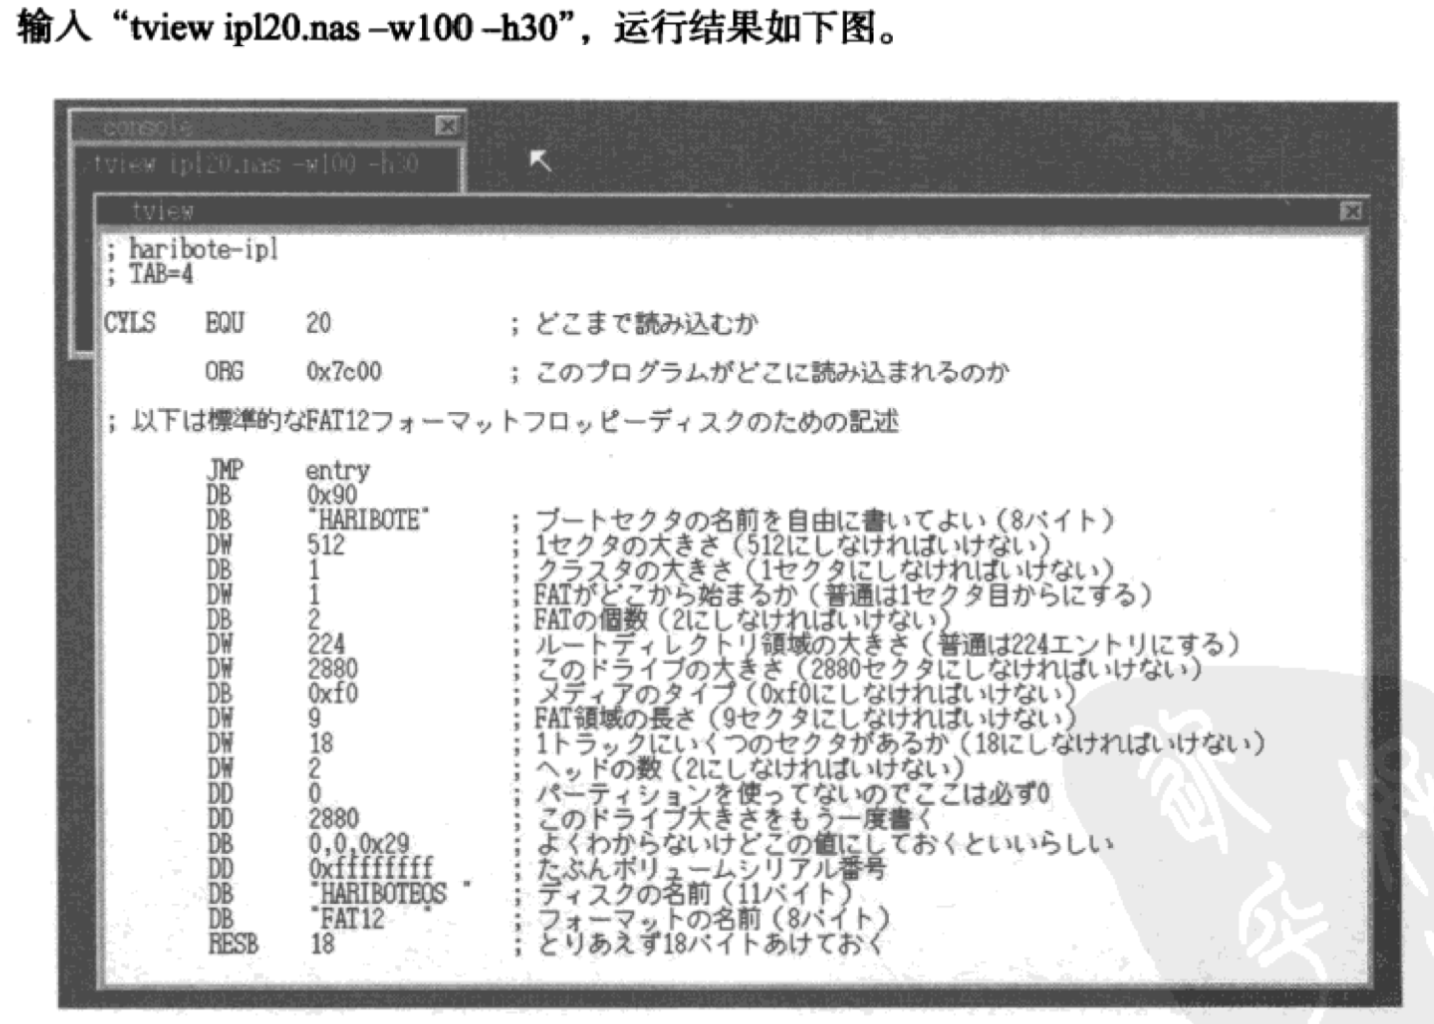 输入“tview ipl20.nas –w100 –h30”，运行结果如下图。
console
tview ipl20.nas -w100 -h30
tview
; haribote-ipl
; TAB=4
CYLS EQU 20 ; どこまで読み込むか
ORG 0x7c00 ; このプログラムがどこに読み込まれるのか
; 以下は標準的なFAT12フォーマットフロッピーディスクのための記述
JMP entry
DB 0x90
DB "HARIBOTE" ; ブートセクタの名前を自由に書いてよい（8バイト）
DW 512 ; 1セクタの大きさ（512にしなければいけない）
DB 1 ; クラスタの大きさ（1セクタにしなければいけない）
DW 1 ; FATがどこから始まるか（普通は1セクタ目からにする）
DB 2 ; FATの個数（2にしなければいけない）
DW 224 ; ルートディレクトリ領域の大きさ（普通は224エントリにする）
DW 2880 ; このドライブの大きさ（2880セクタにしなければいけない）
DB 0xf0 ; メディアのタイプ（0xf0にしなければいけない）
DW 9 ; FAT領域の長さ（9セクタにしなければいけない）
DW 18 ; 1トラックにいくつのセクタがあるか（18にしなければいけない）
DW 2 ; ヘッドの数（2にしなければいけない）
DD 0 ; パーティションを使ってないのでここは必ず0
DD 2880 ; このドライブ大きさをもう一度書く
DB 0,0,0x29 ; よくわからないけどこの値にしておくといいらしい
DD 0xffffffff ; たぶんボリュームシリアル番号
DB "HARIBOTEOS " ; ディスクの名前（11バイト）
DB "FAT12   " ; フォーマットの名前（8バイト）
RESB 18 ; とりあえず18バイトあけておく